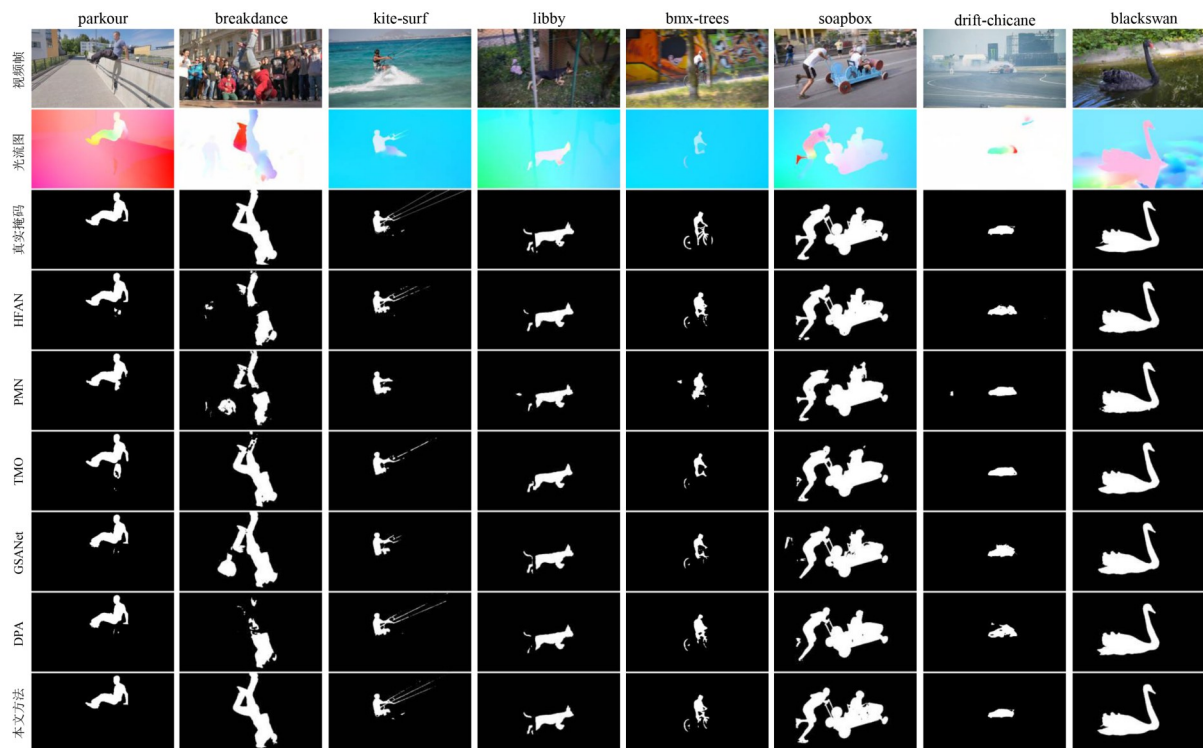 parkour breakdance kite-surf libby bmx-trees soapbox drift-chicane blackswan
视频帧
光流图
真实掩码
HFAN
PMN
TMO
GSANet
DPA
本文方法